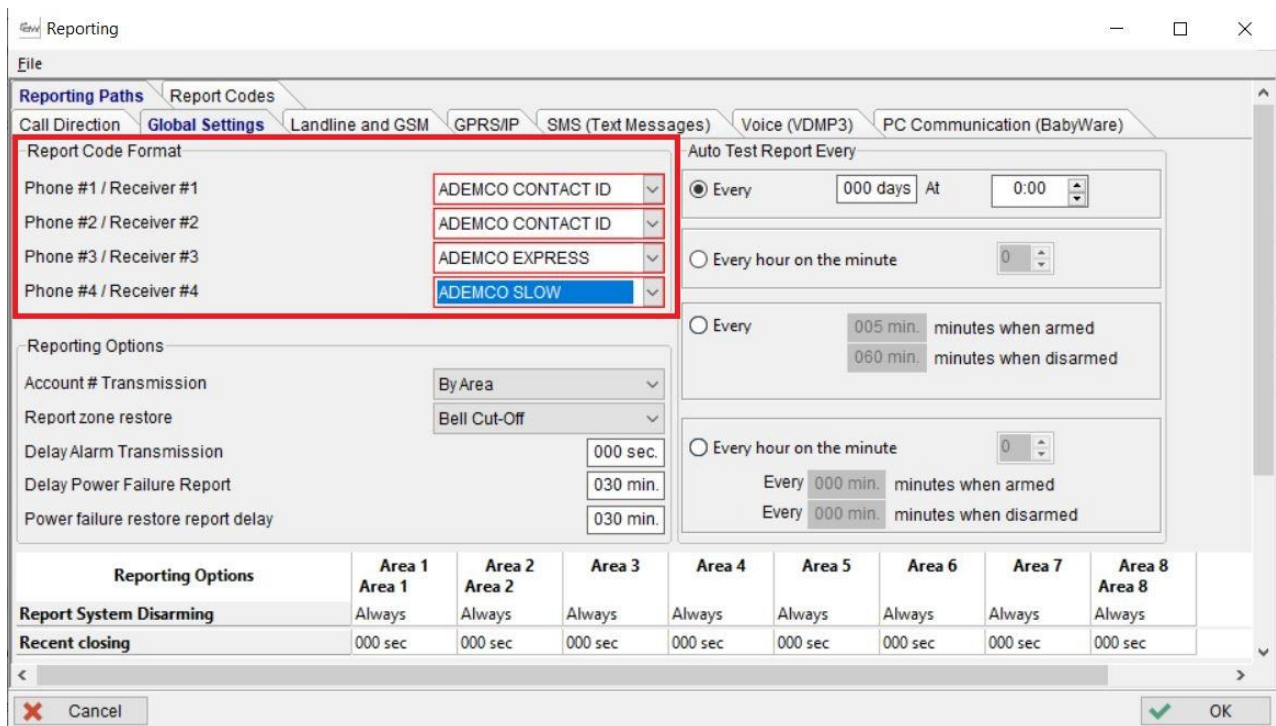 Reporting
File
Reporting Paths Report Codes
Call Direction Global Settings Landline and GSM GPRS/IP SMS (Text Messages) Voice (VDMP3) PC Communication (BabyWare)
Report Code Format
Phone #1 / Receiver #1 ADEMCO CONTACT ID
Phone #2 / Receiver #2 ADEMCO CONTACT ID
Phone #3 / Receiver #3 ADEMCO EXPRESS
Phone #4 / Receiver #4 ADEMCO SLOW
Reporting Options
Account # Transmission By Area
Report zone restore Bell Cut-Off
Delay Alarm Transmission 000 sec.
Delay Power Failure Report 030 min.
Power failure restore report delay 030 min.
Auto Test Report Every
Every 000 days At 0:00
Every hour on the minute 0
Every 005 min. minutes when armed
060 min. minutes when disarmed
Every hour on the minute 0
Every 000 min. minutes when armed
Every 000 min. minutes when disarmed
Reporting Options Area 1 Area 2 Area 3 Area 4 Area 5 Area 6 Area 7 Area 8
Area 1 Area 2 Area 8
Report System Disarming Always Always Always Always Always Always Always Always
Recent closing 000 sec 000 sec 000 sec 000 sec 000 sec 000 sec 000 sec 000 sec
Cancel OK